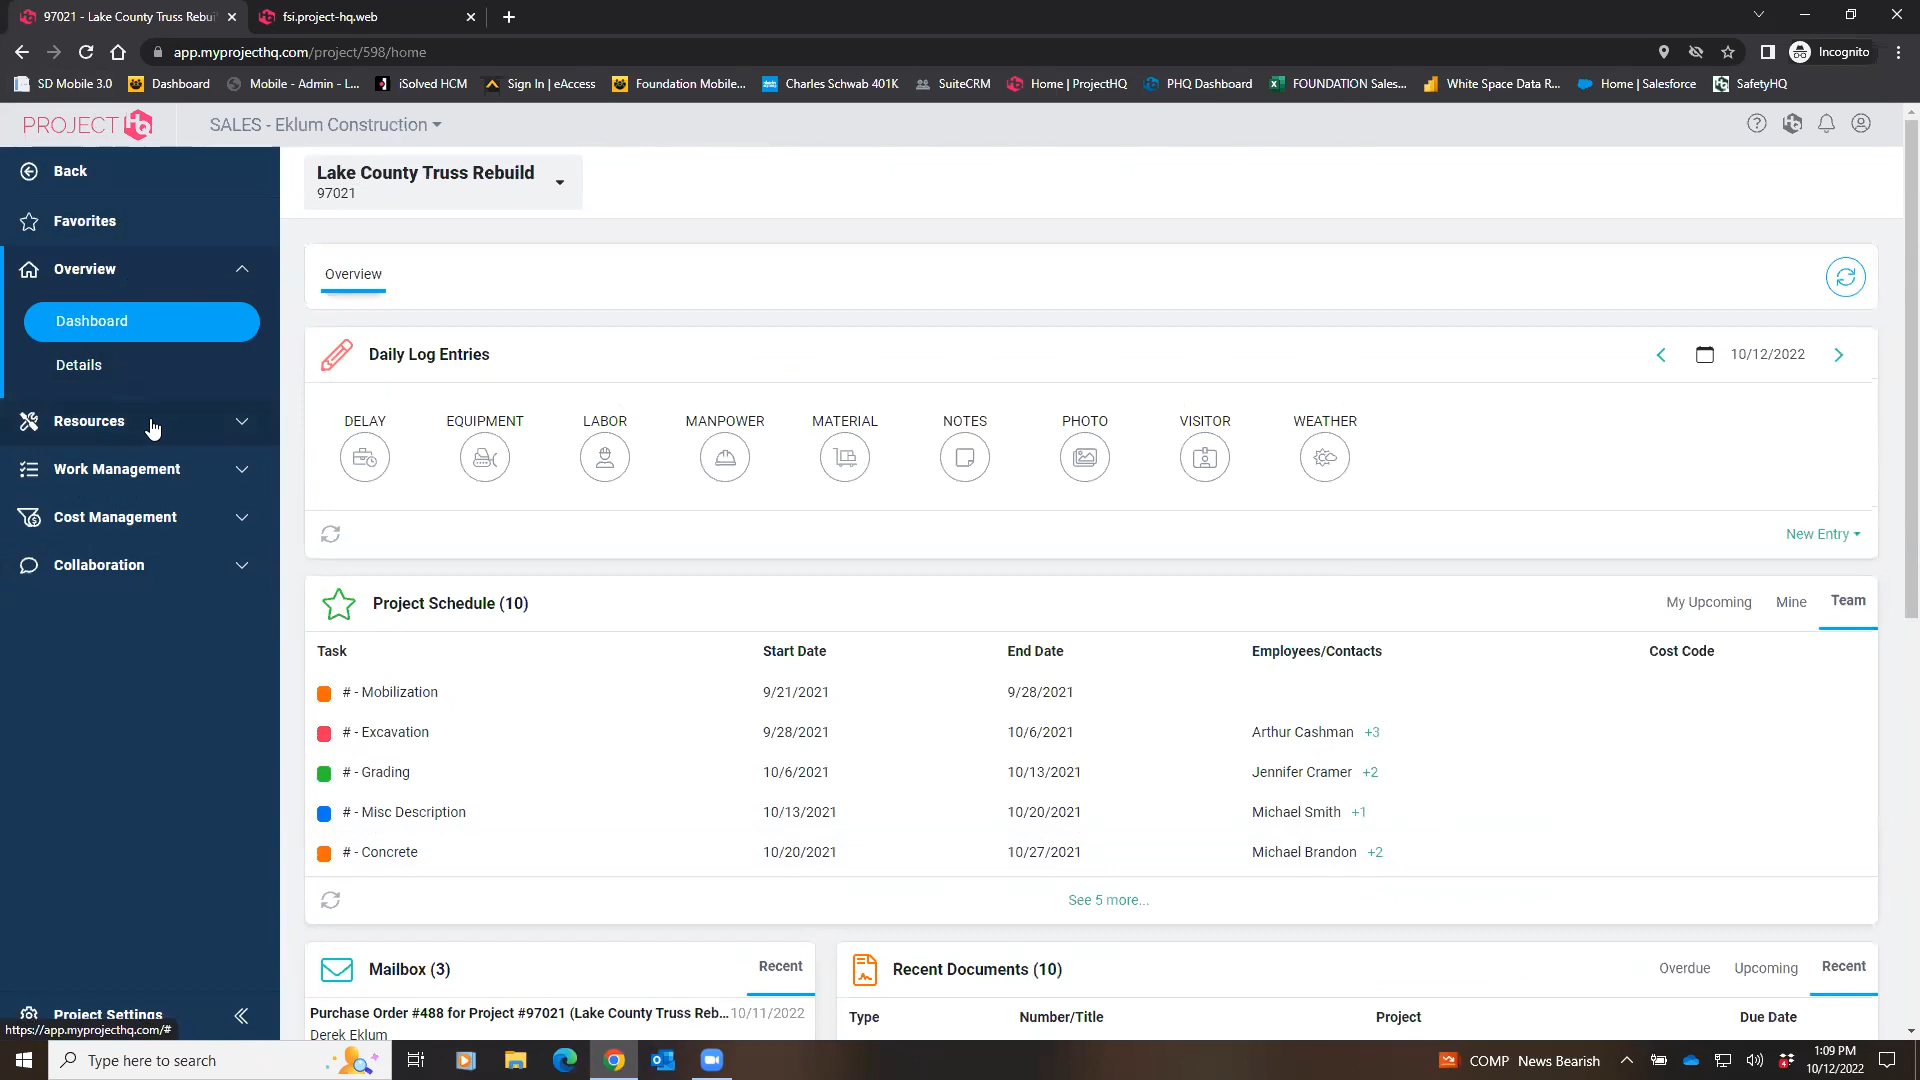 97021 - Lake County Truss Rebui
fsi.project-hq.web
app.myprojecthq.com/project/598/home
Incognito
SD Mobile 3.0
Dashboard
Mobile - Admin - L...
iSolved HCM
Sign In | eAccess
Foundation Mobile...
Charles Schwab 401K
SuiteCRM
Home | ProjectHQ
PHQ Dashboard
FOUNDATION Sales...
White Space Data R...
Home | Salesforce
SafetyHQ
PROJECT HQ
SALES - Eklum Construction
Back
Favorites
Overview
Dashboard
Details
Resources
Work Management
Cost Management
Collaboration
Project Settings
https://app.myprojecthq.com/#
Lake County Truss Rebuild
97021
Overview
Daily Log Entries
10/12/2022
DELAY EQUIPMENT LABOR MANPOWER MATERIAL NOTES PHOTO VISITOR WEATHER
New Entry
Project Schedule (10)
My Upcoming Mine Team
Task Start Date End Date Employees/Contacts Cost Code
# - Mobilization 9/21/2021 9/28/2021
# - Excavation 9/28/2021 10/6/2021 Arthur Cashman +3
# - Grading 10/6/2021 10/13/2021 Jennifer Cramer +2
# - Misc Description 10/13/2021 10/20/2021 Michael Smith +1
# - Concrete 10/20/2021 10/27/2021 Michael Brandon +2
See 5 more...
Mailbox (3) Recent
Purchase Order #488 for Project #97021 (Lake County Truss Reb... 10/11/2022
Derek Eklum
Recent Documents (10) Overdue Upcoming Recent
Type Number/Title Project Due Date
Type here to search
COMP News Bearish
1:09 PM
10/12/2022